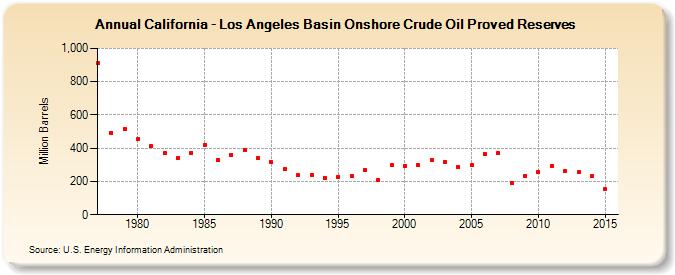 Annual California - Los Angeles Basin Onshore Crude Oil Proved Reserves
Million Barrels
1,000
800
600
400
200
0
1980 1985 1990 1995 2000 2005 2010 2015
Source: U.S. Energy Information Administration